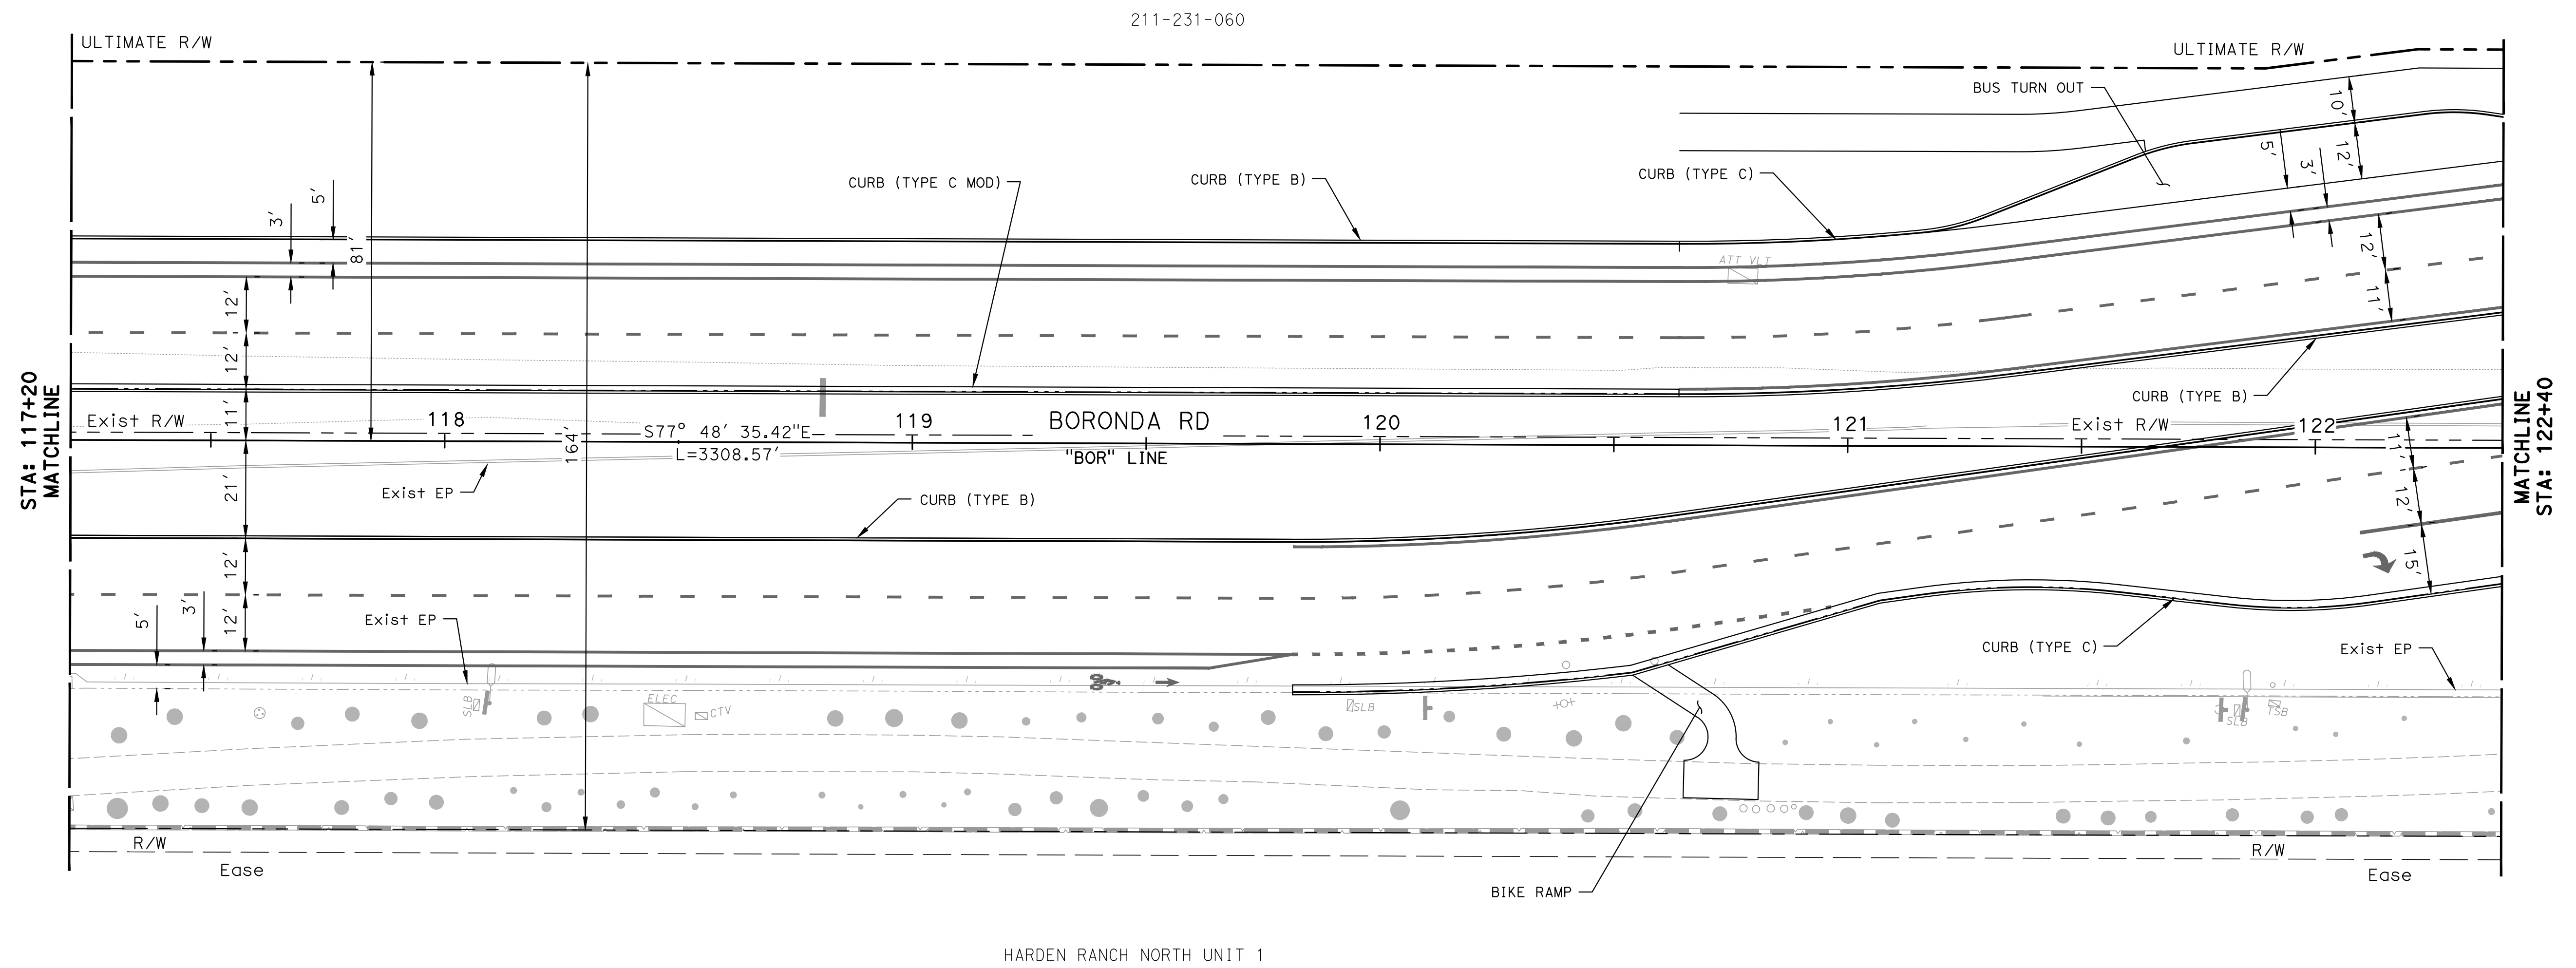 211-231-060
ULTIMATE R/W
ULTIMATE R/W
BUS TURN OUT
10'
12'
5'
3'
CURB (TYPE C MOD)
CURB (TYPE B)
CURB (TYPE C)
5'
3'
81'
ATT VLT
12'
12'
11'
12'
11'
CURB (TYPE B)
STA: 117+20
MATCHLINE
Exist R/W
118
S77° 48' 35.42"E
L=3308.57'
119
BORONDA RD
"BOR" LINE
120
121
Exist R/W
122
MATCHLINE
STA: 122+40
164'
21'
Exist EP
CURB (TYPE B)
11'
12'
15'
12'
12'
3'
5'
Exist EP
CURB (TYPE C)
Exist EP
SLB
ELEC
CTV
SLB
SLB
TSB
R/W
R/W
Ease
Ease
BIKE RAMP
HARDEN RANCH NORTH UNIT 1